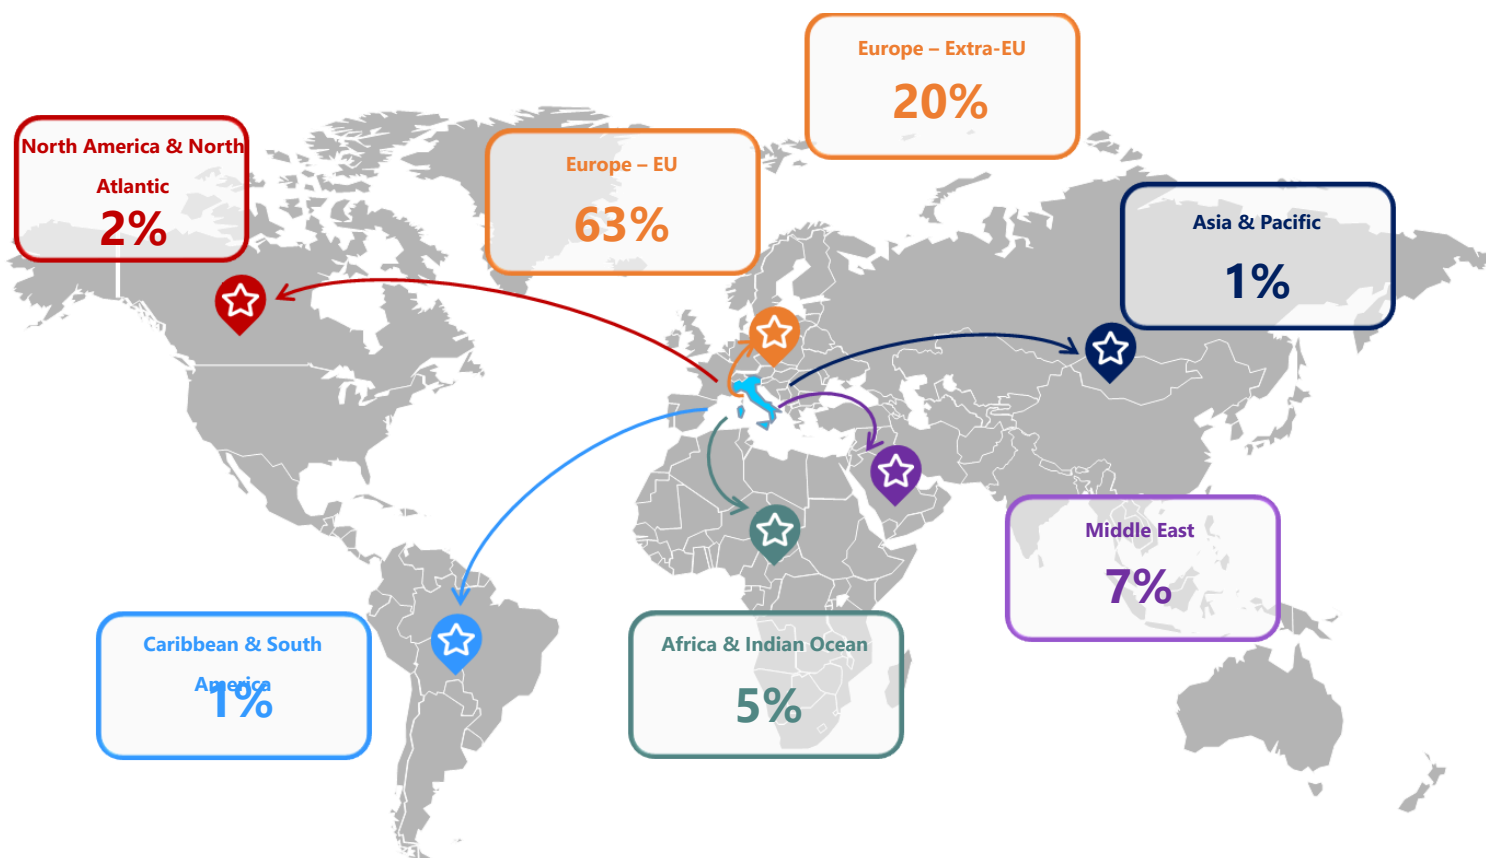 Europe – Extra-EU
20%
North America & North
Atlantic
2%
Europe – EU
63%
Asia & Pacific
1%
Middle East
7%
Caribbean & South
America
1%
Africa & Indian Ocean
5%